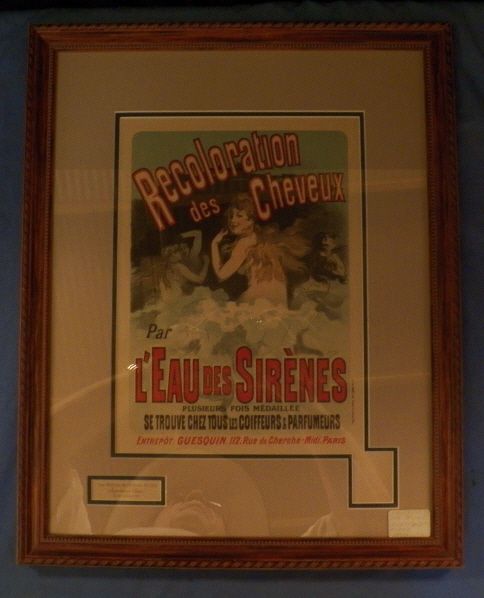 Recoloration
des Cheveux
Par
L'EAU DES SIRÈNES
PLUSIEURS FOIS MÉDAILLÉE
SE TROUVE CHEZ TOUS LES COIFFEURS & PARFUMEURS
ENTREPÔT GUESQUIN, 112, Rue du Cherche-Midi, PARIS